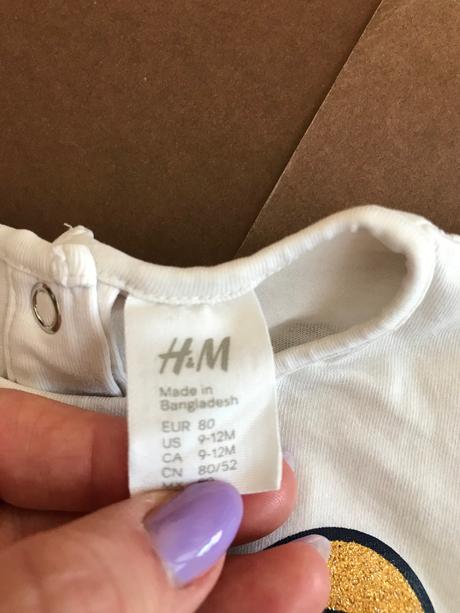 H&M
Made in
Bangladesh
EUR 80
US 9-12M
CA 9-12M
CN 80/52